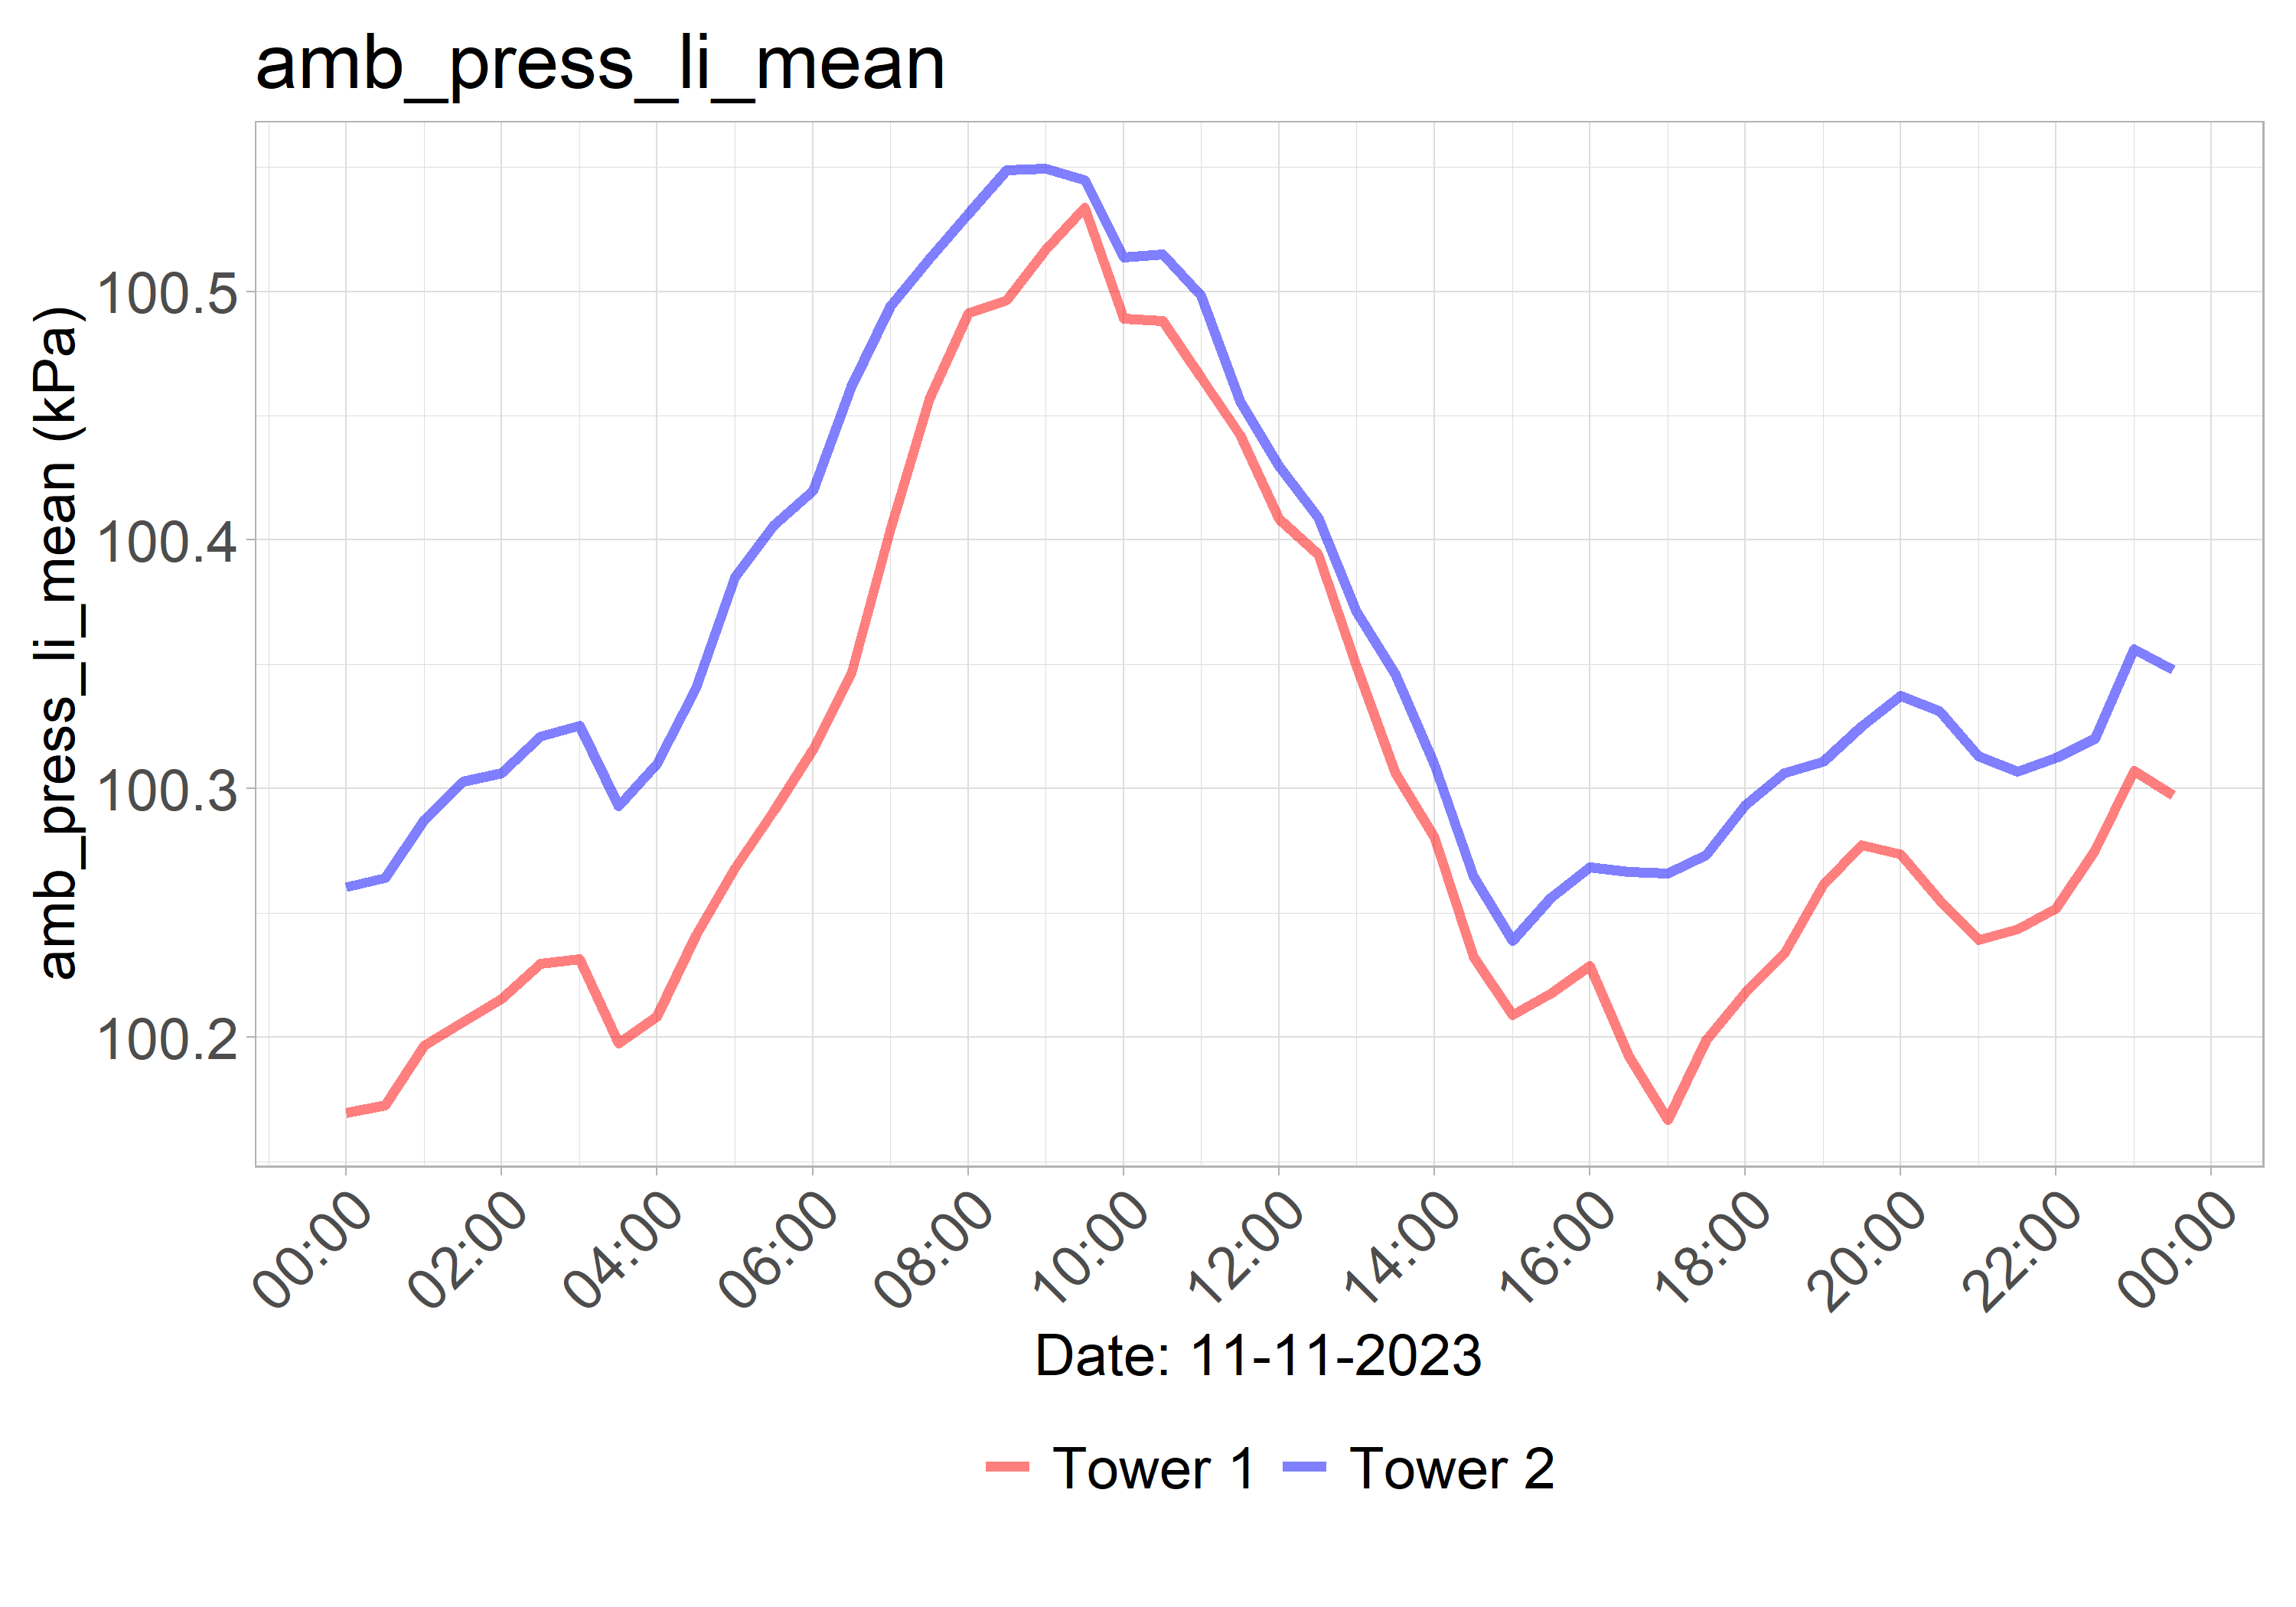 amb_press_li_mean
amb_press_li_mean (kPa)
100.5
100.4
100.3
100.2
00:00 02:00 04:00 06:00 08:00 10:00 12:00 14:00 16:00 18:00 20:00 22:00 00:00
Date: 11-11-2023
Tower 1 Tower 2